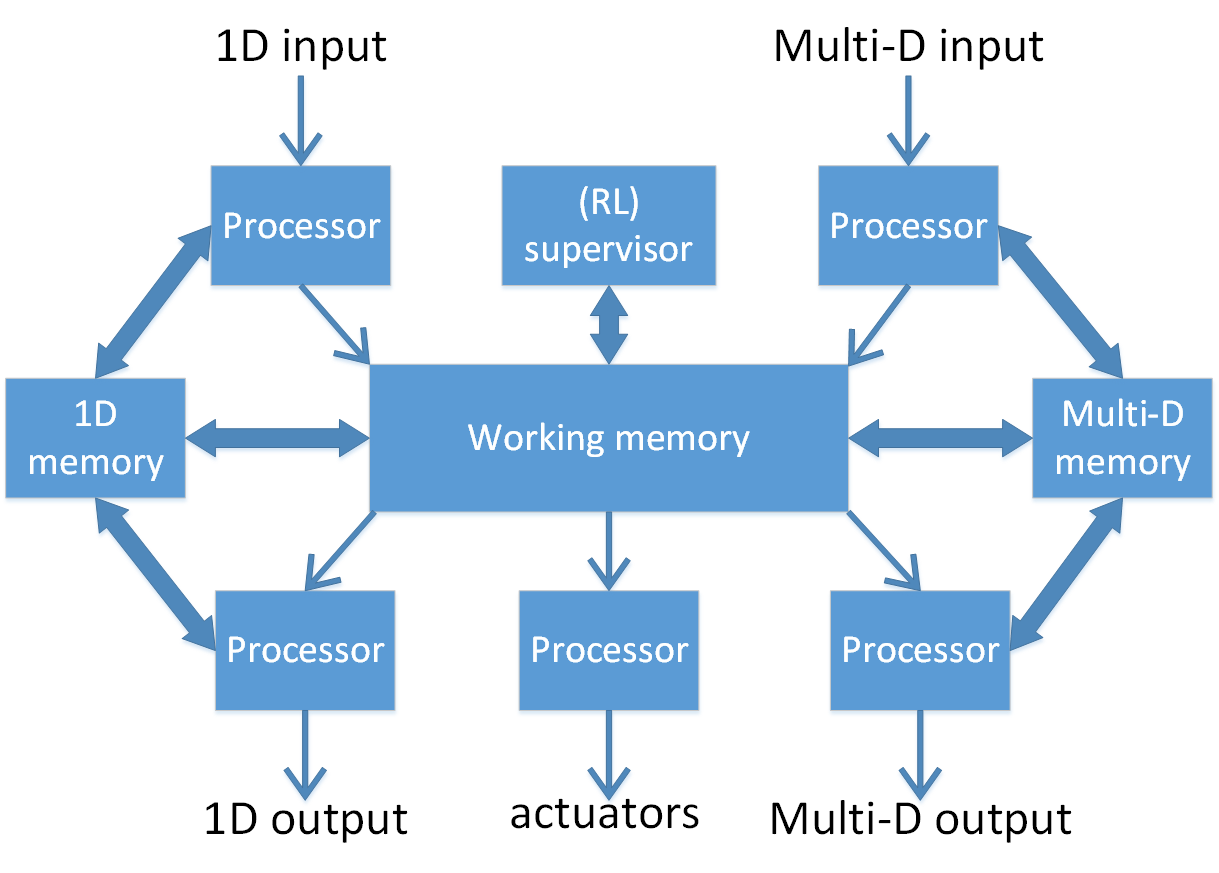 1D input
Multi-D input
Processor
(RL)
supervisor
Processor
1D
memory
Working memory
Multi-D
memory
Processor
Processor
Processor
1D output
actuators
Multi-D output